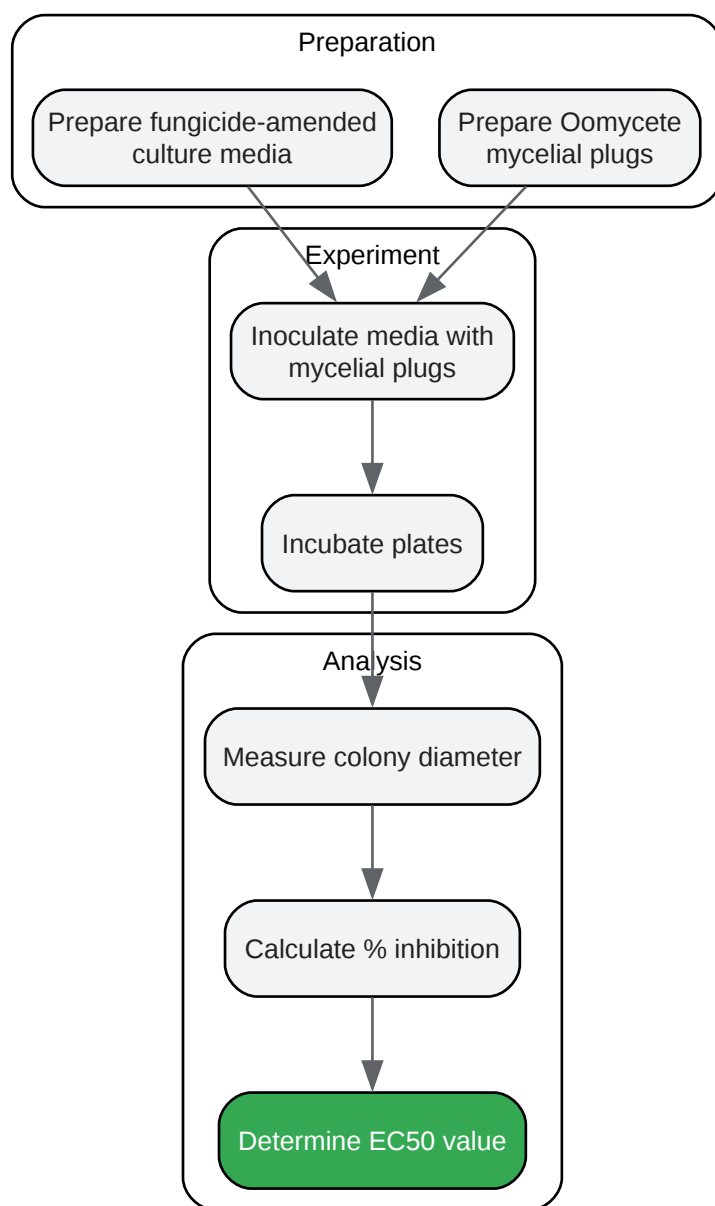 Preparation
Prepare fungicide-amended
culture media
Prepare Oomycete
mycelial plugs
Experiment
Inoculate media with
mycelial plugs
Incubate plates
Analysis
Measure colony diameter
Calculate % inhibition
Determine EC50 value